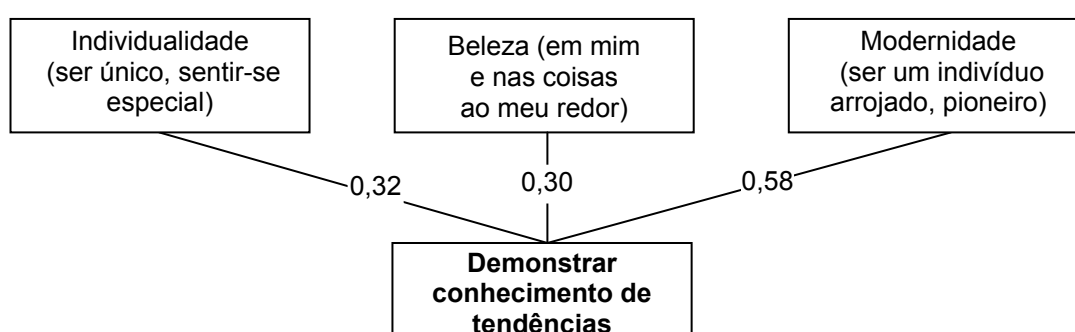 Individualidade
(ser único, sentir-se
especial)
Beleza (em mim
e nas coisas
ao meu redor)
Modernidade
(ser um indivíduo
arrojado, pioneiro)
0,32
0,30
0,58
Demonstrar
conhecimento de
tendências